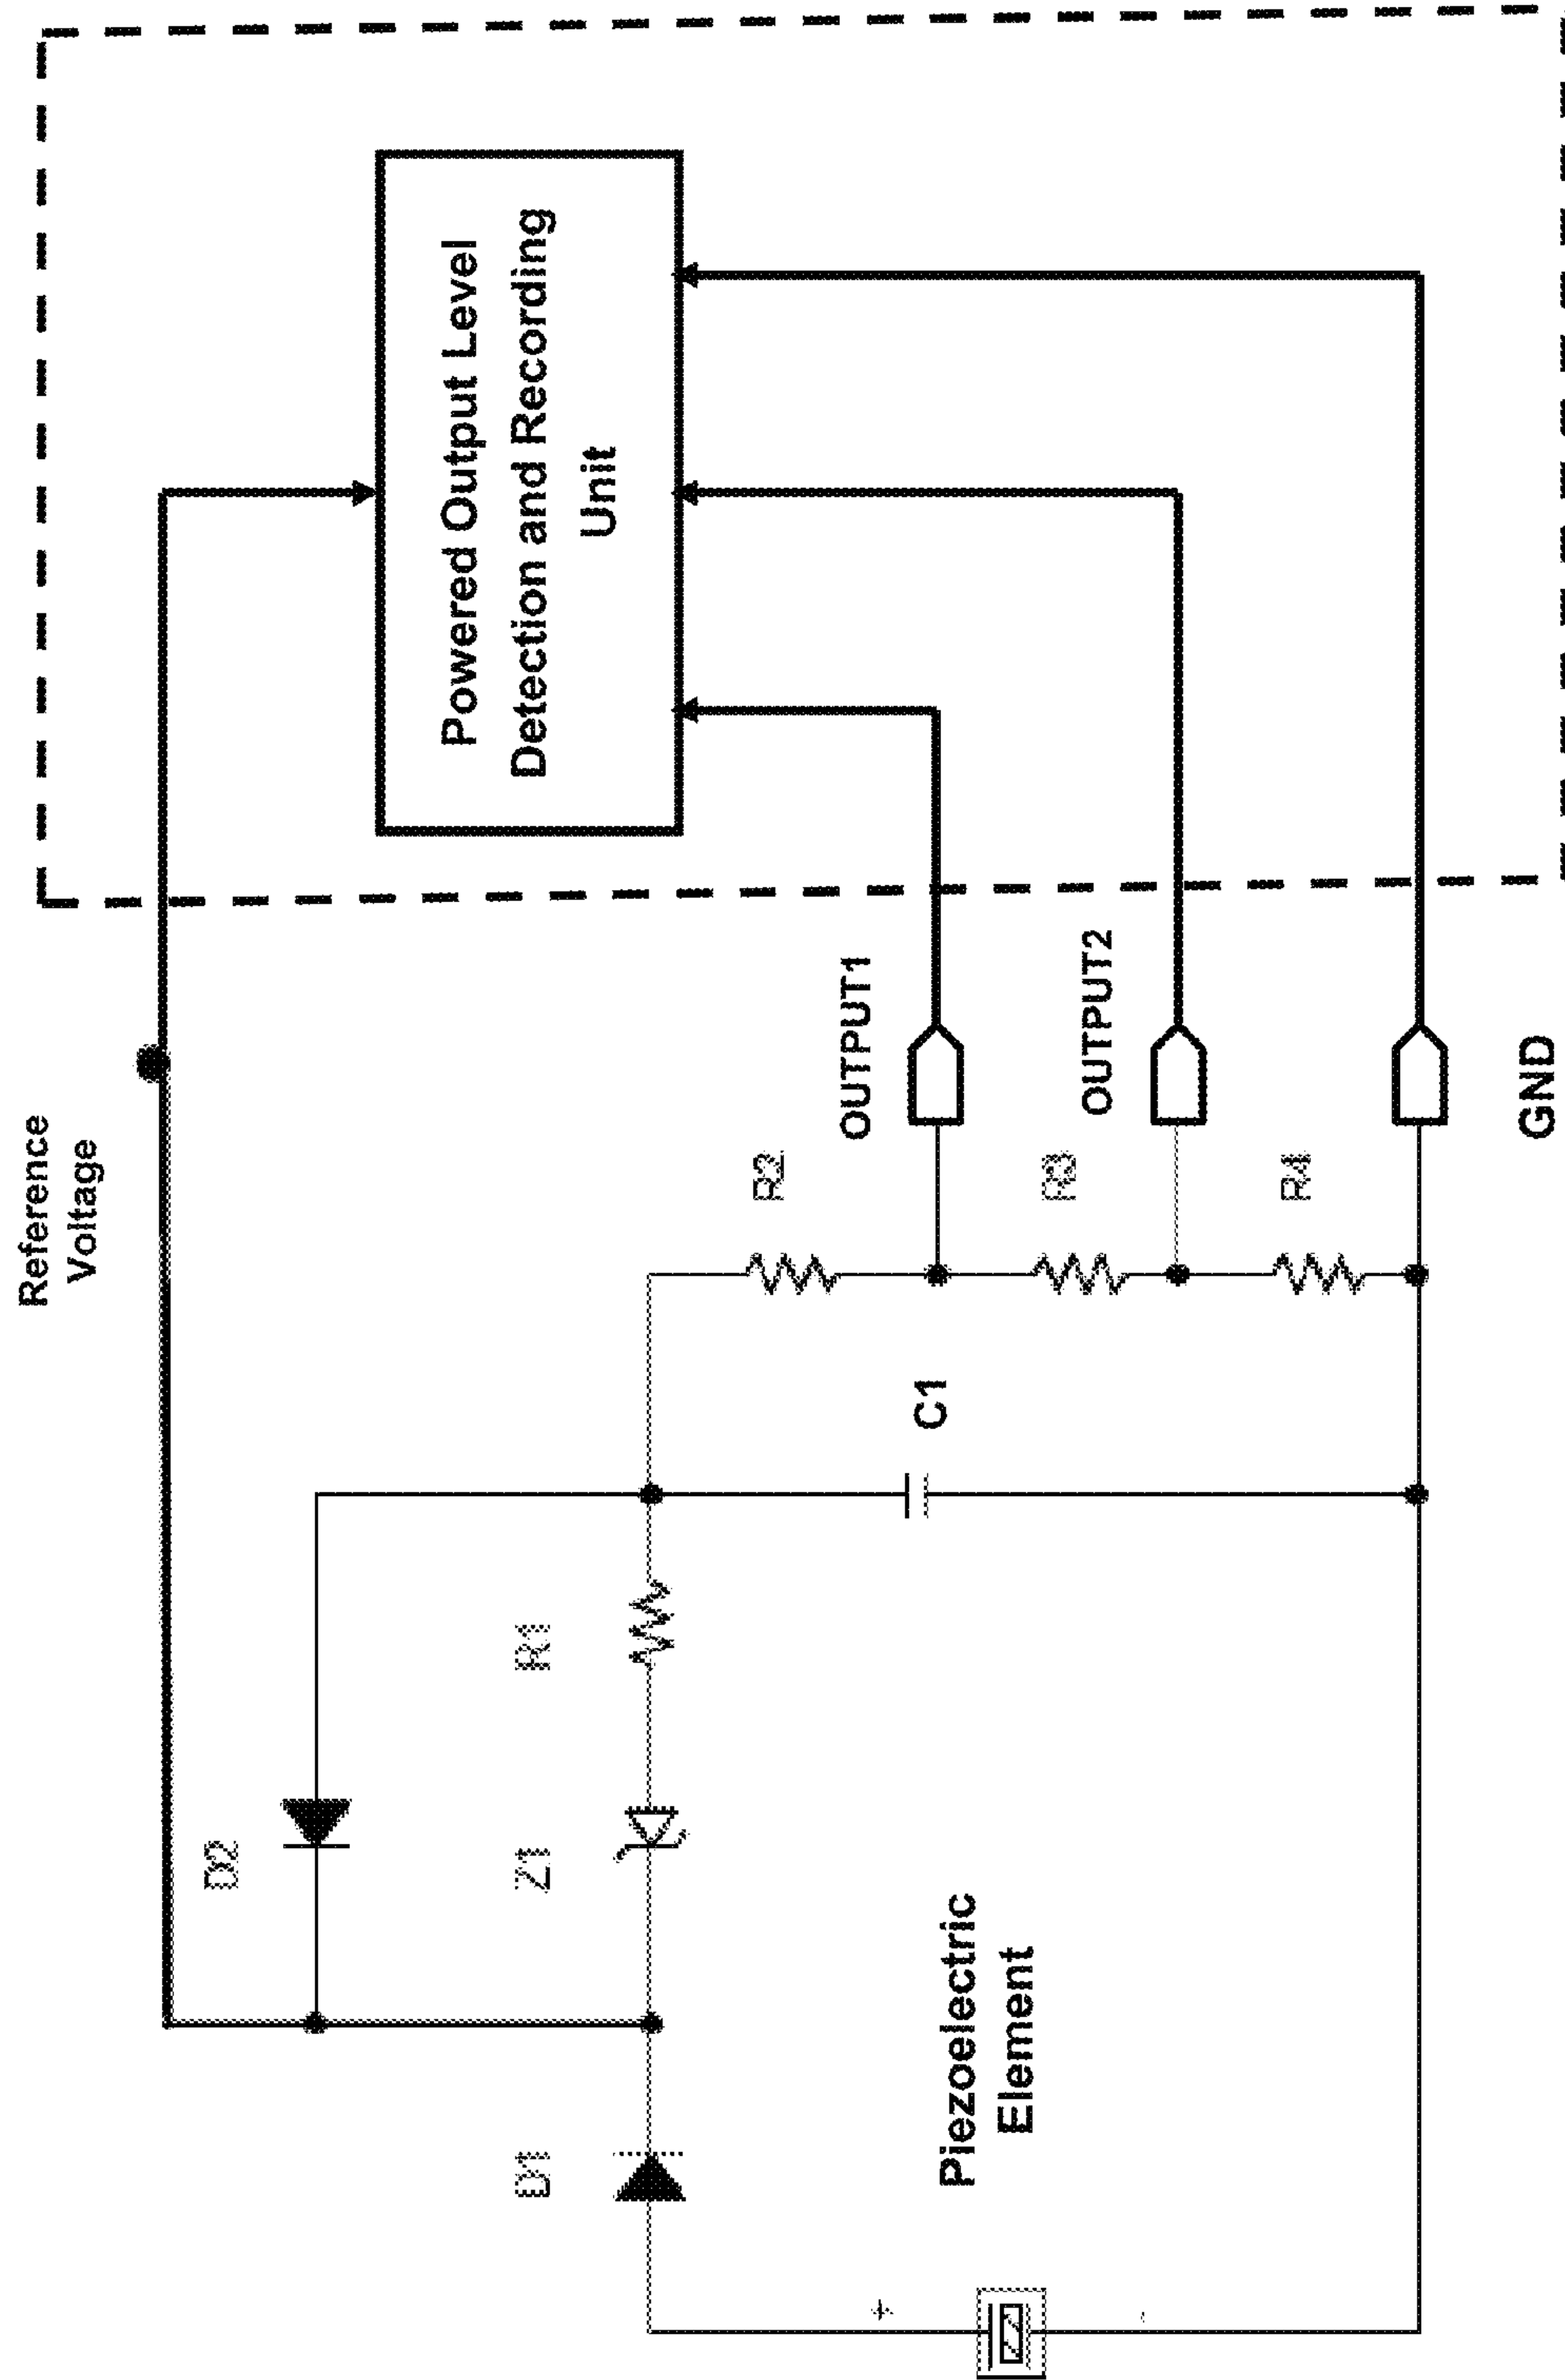 Reference
Voltage
D2
D1
Z1
R1
C1
R2
R3
R4
OUTPUT1
OUTPUT2
GND
Piezoelectric
Element
+
-
Powered Output Level
Detection and Recording
Unit